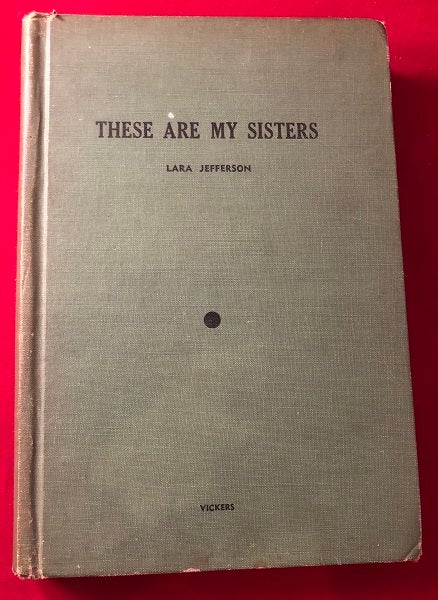 THESE ARE MY SISTERS
LARA JEFFERSON
VICKERS